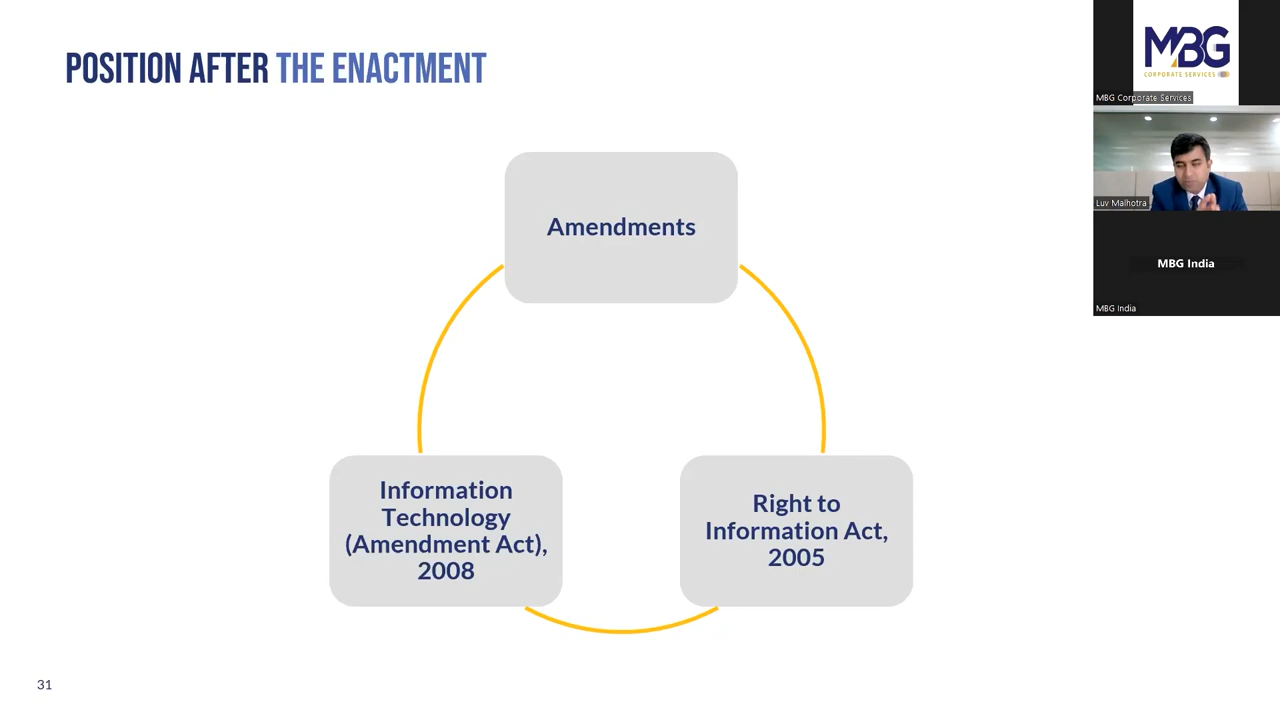 POSITION AFTER THE ENACTMENT
Amendments
Information
Technology
(Amendment Act),
2008
Right to
Information Act,
2005
31
MBG
CORPORATE SERVICES
MBG Corporate Services
Luv Malhotra
MBG India
MBG India